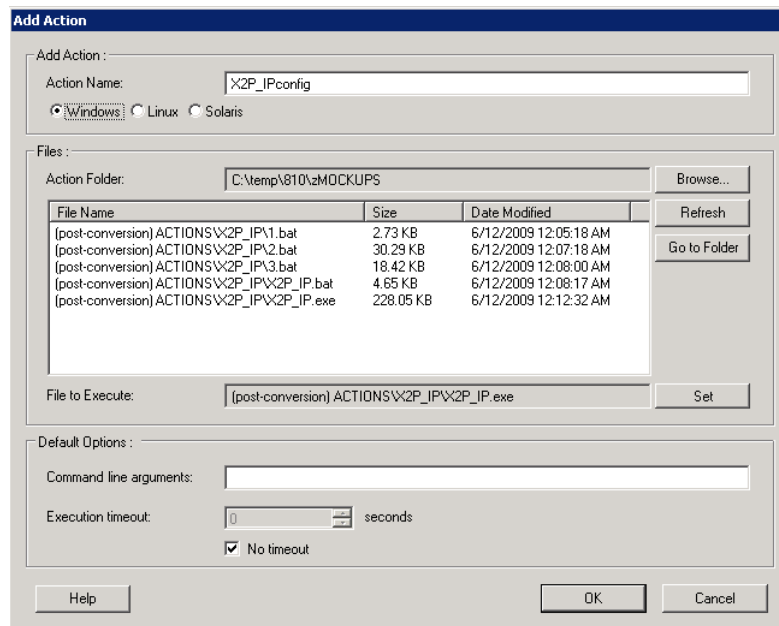 Add Action
Add Action :
Action Name: X2P_IPconfig
Windows Linux Solaris
Files :
Action Folder: C:\temp\810\zMOCKUPS Browse...
File Name Size Date Modified Refresh
(post-conversion) ACTIONS\X2P_IP\1.bat 2.73 KB 6/12/2009 12:05:18 AM
(post-conversion) ACTIONS\X2P_IP\2.bat 30.29 KB 6/12/2009 12:07:18 AM Go to Folder
(post-conversion) ACTIONS\X2P_IP\3.bat 18.42 KB 6/12/2009 12:08:00 AM
(post-conversion) ACTIONS\X2P_IP\X2P_IP.bat 4.65 KB 6/12/2009 12:08:17 AM
(post-conversion) ACTIONS\X2P_IP\X2P_IP.exe 228.05 KB 6/12/2009 12:12:32 AM
File to Execute: (post-conversion) ACTIONS\X2P_IP\X2P_IP.exe Set
Default Options :
Command line arguments:
Execution timeout: 0 seconds
No timeout
Help OK Cancel